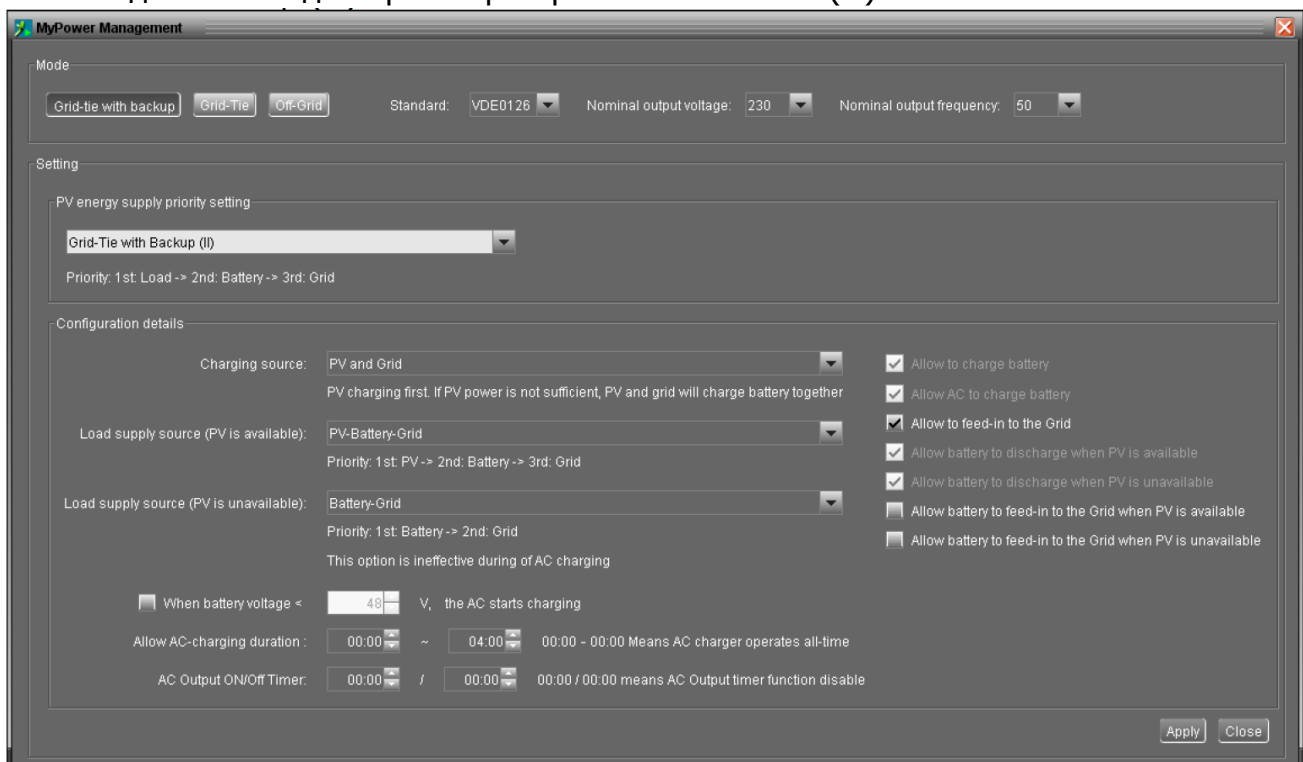 MyPower Management
Mode
Grid-tie with backup Grid-Tie Off-Grid Standard: VDE0126 Nominal output voltage: 230 Nominal output frequency: 50
Setting
PV energy supply priority setting
Grid-Tie with Backup (II)
Priority: 1st: Load -> 2nd: Battery -> 3rd: Grid
Configuration details
Charging source: PV and Grid
PV charging first. If PV power is not sufficient, PV and grid will charge battery together
Load supply source (PV is available): PV-Battery-Grid
Priority: 1st: PV -> 2nd: Battery -> 3rd: Grid
Load supply source (PV is unavailable): Battery-Grid
Priority: 1st: Battery -> 2nd: Grid
This option is ineffective during of AC charging
Allow to charge battery
Allow AC to charge battery
Allow to feed-in to the Grid
Allow battery to discharge when PV is available
Allow battery to discharge when PV is unavailable
Allow battery to feed-in to the Grid when PV is available
Allow battery to feed-in to the Grid when PV is unavailable
When battery voltage < 48 V, the AC starts charging
Allow AC-charging duration : 00:00 ~ 04:00 00:00 - 00:00 Means AC charger operates all-time
AC Output ON/Off Timer: 00:00 / 00:00 00:00 / 00:00 means AC Output timer function disable
Apply Close